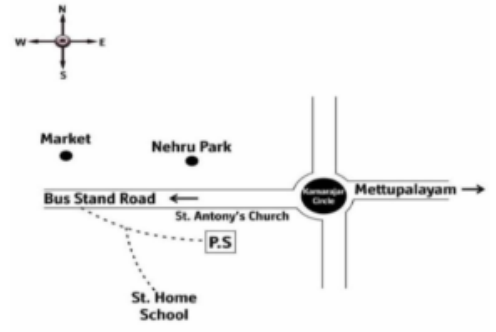 N
W E
S
Market
Nehru Park
Kamarajar
Circle
Mettupalayam
Bus Stand Road
St. Antony's Church
P.S
St. Home
School